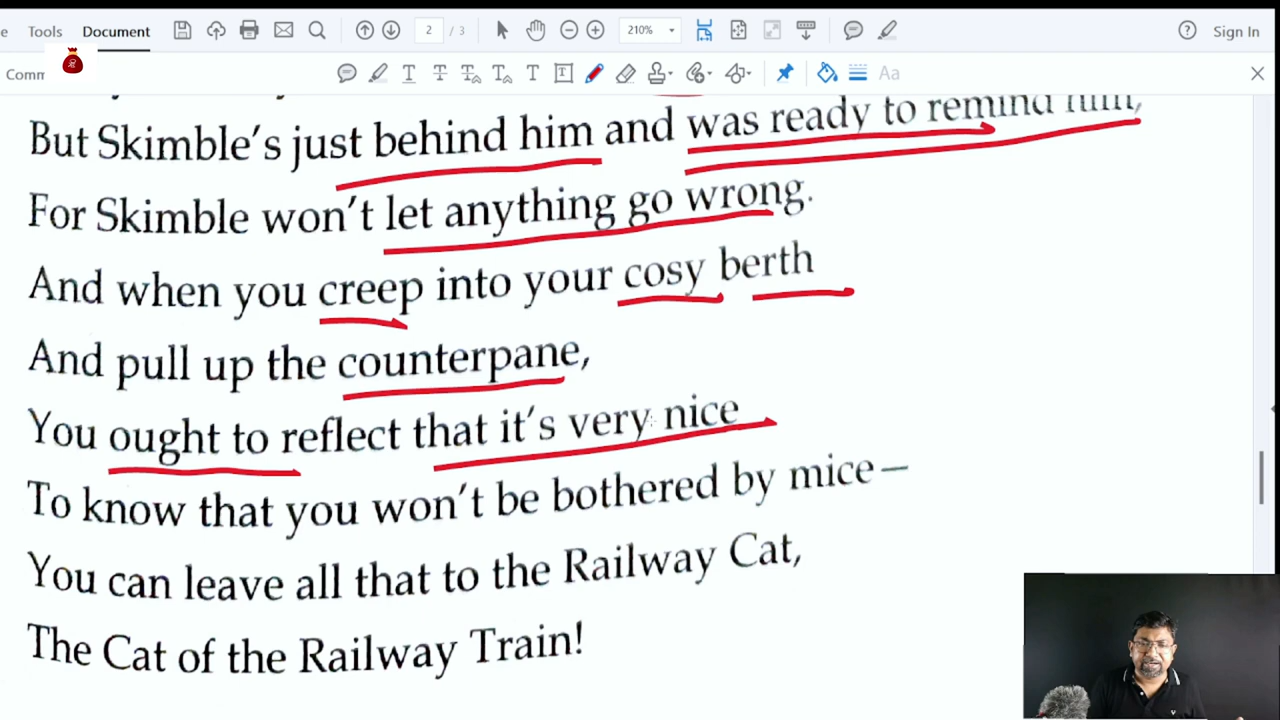 Tools Document 2 / 3 210% Sign In
Comm
But Skimble's just behind him and was ready to remind him,
For Skimble won't let anything go wrong.
And when you creep into your cosy berth
And pull up the counterpane,
You ought to reflect that it's very nice
To know that you won't be bothered by mice—
You can leave all that to the Railway Cat,
The Cat of the Railway Train!